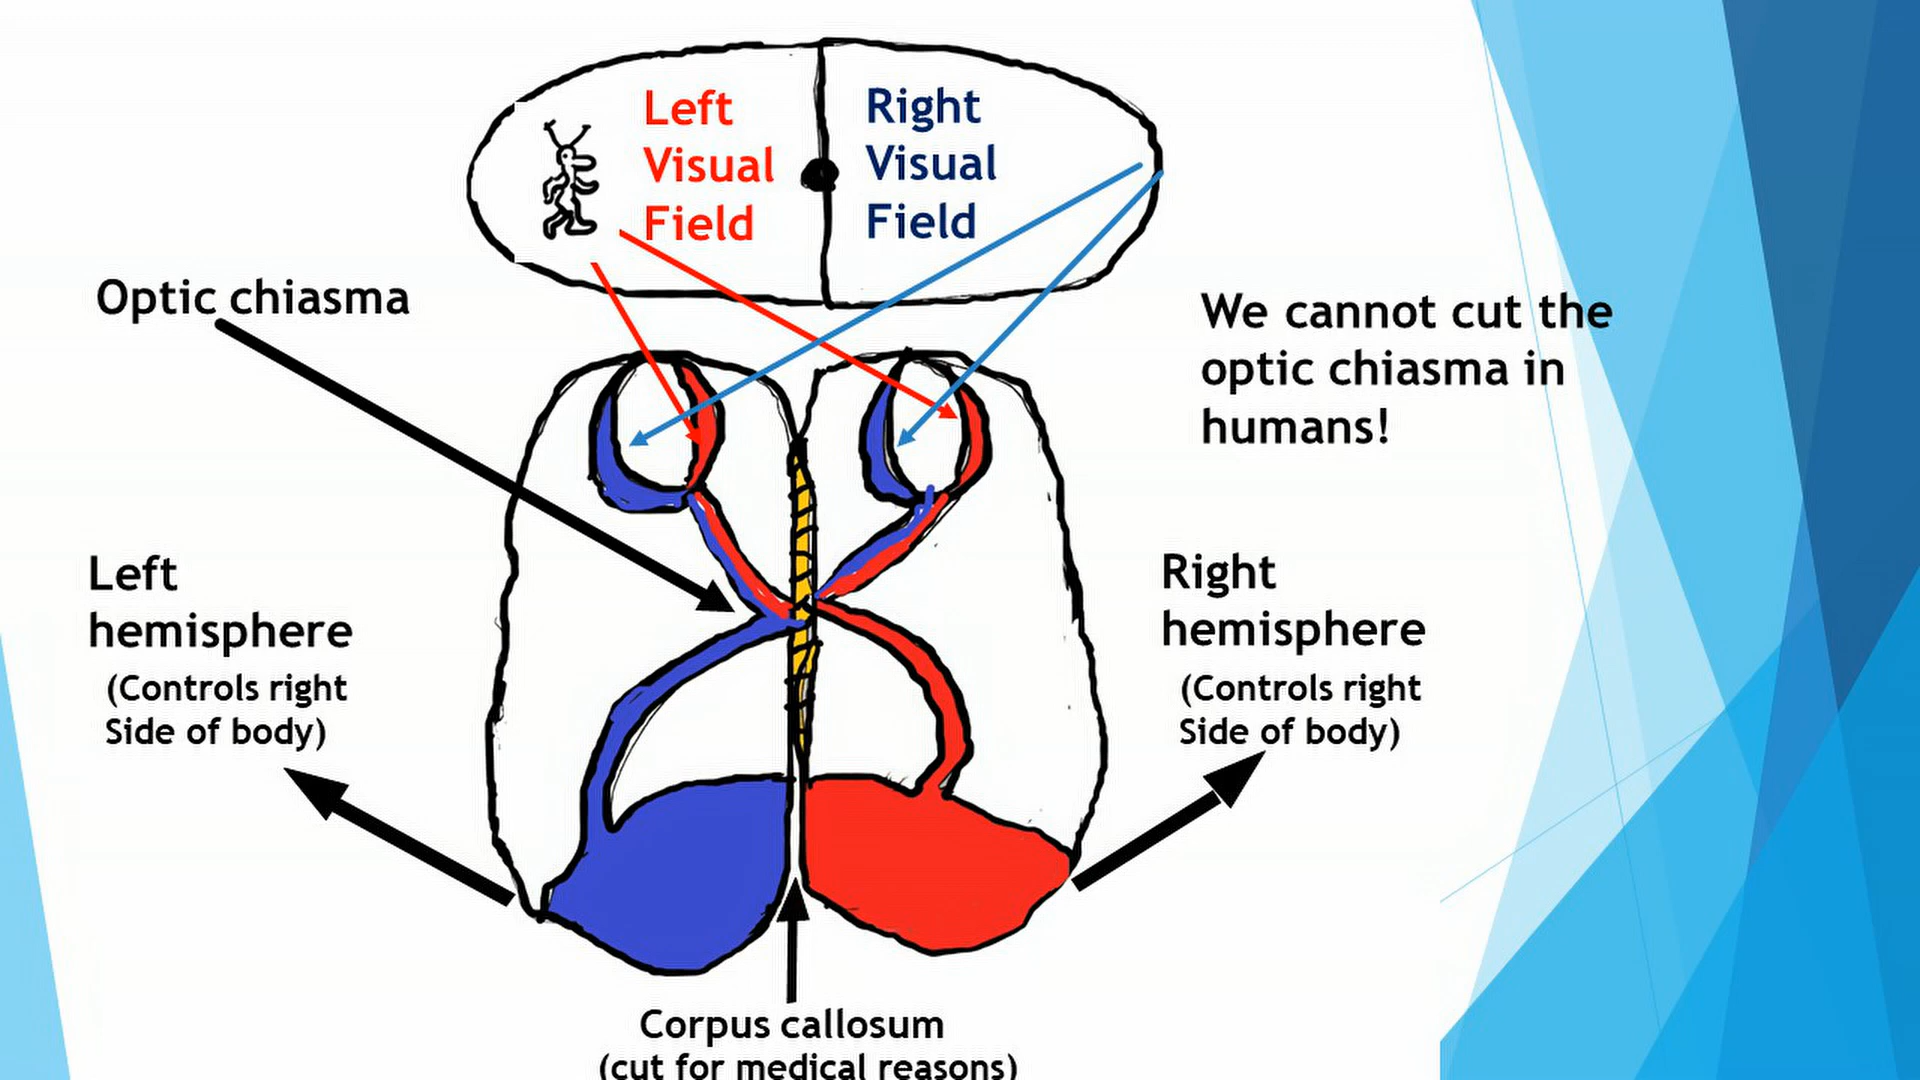 Left
Visual
Field
Right
Visual
Field
Optic chiasma
We cannot cut the
optic chiasma in
humans!
Left
hemisphere
(Controls right
Side of body)
Right
hemisphere
(Controls right
Side of body)
Corpus callosum
(cut for medical reasons)